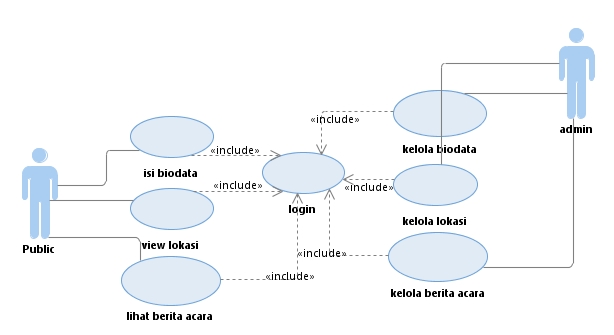 admin
«include»
kelola biodata
«include»
isi biodata
«include»
«include»
login
kelola lokasi
Public
view lokasi
«include»
«include»
kelola berita acara
lihat berita acara